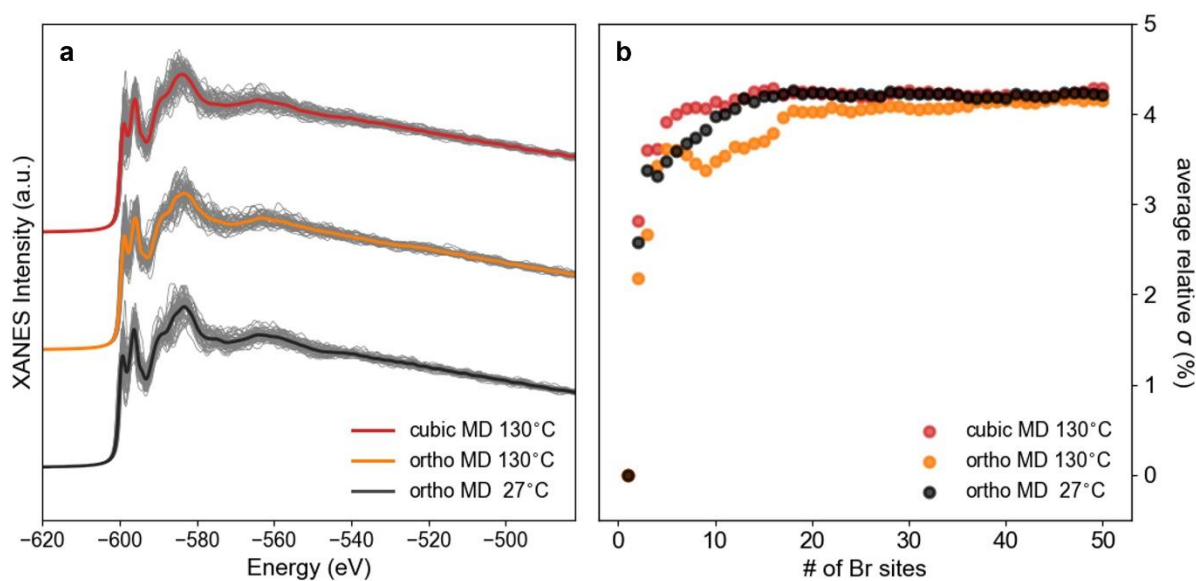 a
XANES Intensity (a.u.)
cubic MD 130°C
ortho MD 130°C
ortho MD 27°C
−620 −600 −580 −560 −540 −520 −500
Energy (eV)
b
5
4
3
2
1
0
average relative σ (%)
cubic MD 130°C
ortho MD 130°C
ortho MD 27°C
0 10 20 30 40 50
# of Br sites